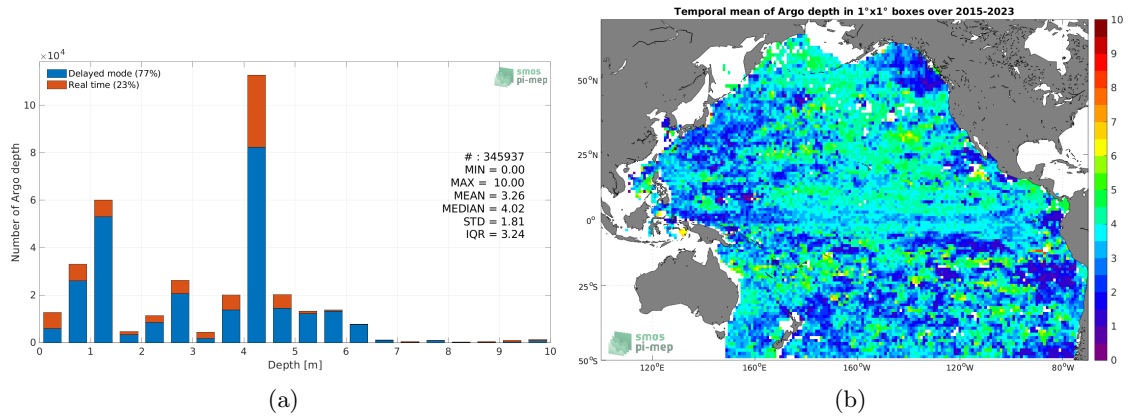 ×10⁴
Delayed mode (77%)
Real time (23%)
smos
pi-mep
# : 345937
MIN = 0.00
MAX = 10.00
MEAN = 3.26
MEDIAN = 4.02
STD = 1.81
IQR = 3.24
Number of Argo depth
10
8
6
4
2
0
0 1 2 3 4 5 6 7 8 9 10
Depth [m]
(a)
Temporal mean of Argo depth in 1°x1° boxes over 2015-2023
50°N
25°N
0°
25°S
50°S
120°E 160°E 160°W 120°W 80°W
10
9
8
7
6
5
4
3
2
1
0
smos
pi-mep
(b)